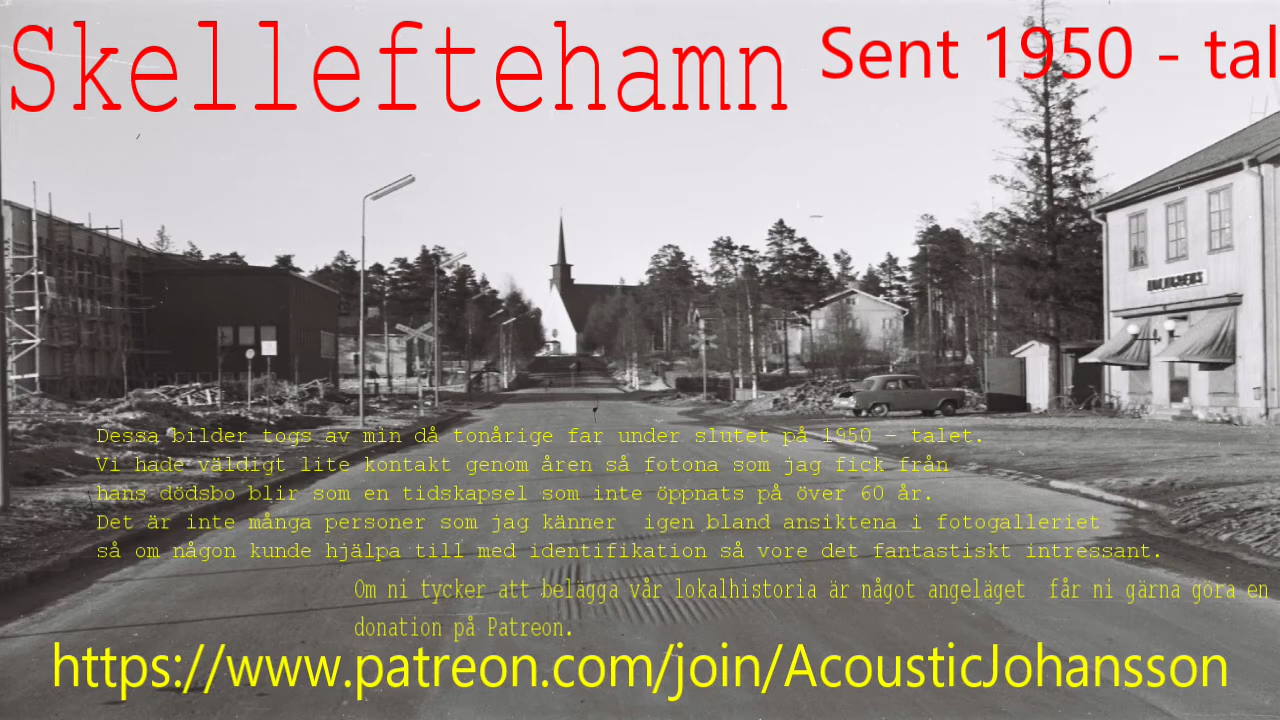 Skelleftehamn
Sent 1950 - tal
Dessa bilder togs av min då tonårige far under slutet på 1950 - talet.
Vi hade väldigt lite kontakt genom åren så fotona som jag fick från
hans dödsbo blir som en tidskapsel som inte öppnats på över 60 år.
Det är inte många personer som jag känner  igen bland ansiktena i fotogalleriet
så om någon kunde hjälpa till med identifikation så vore det fantastiskt intressant.
Om ni tycker att belägga vår lokalhistoria är något angeläget  får ni gärna göra en
donation på Patreon.
https://www.patreon.com/join/AcousticJohansson